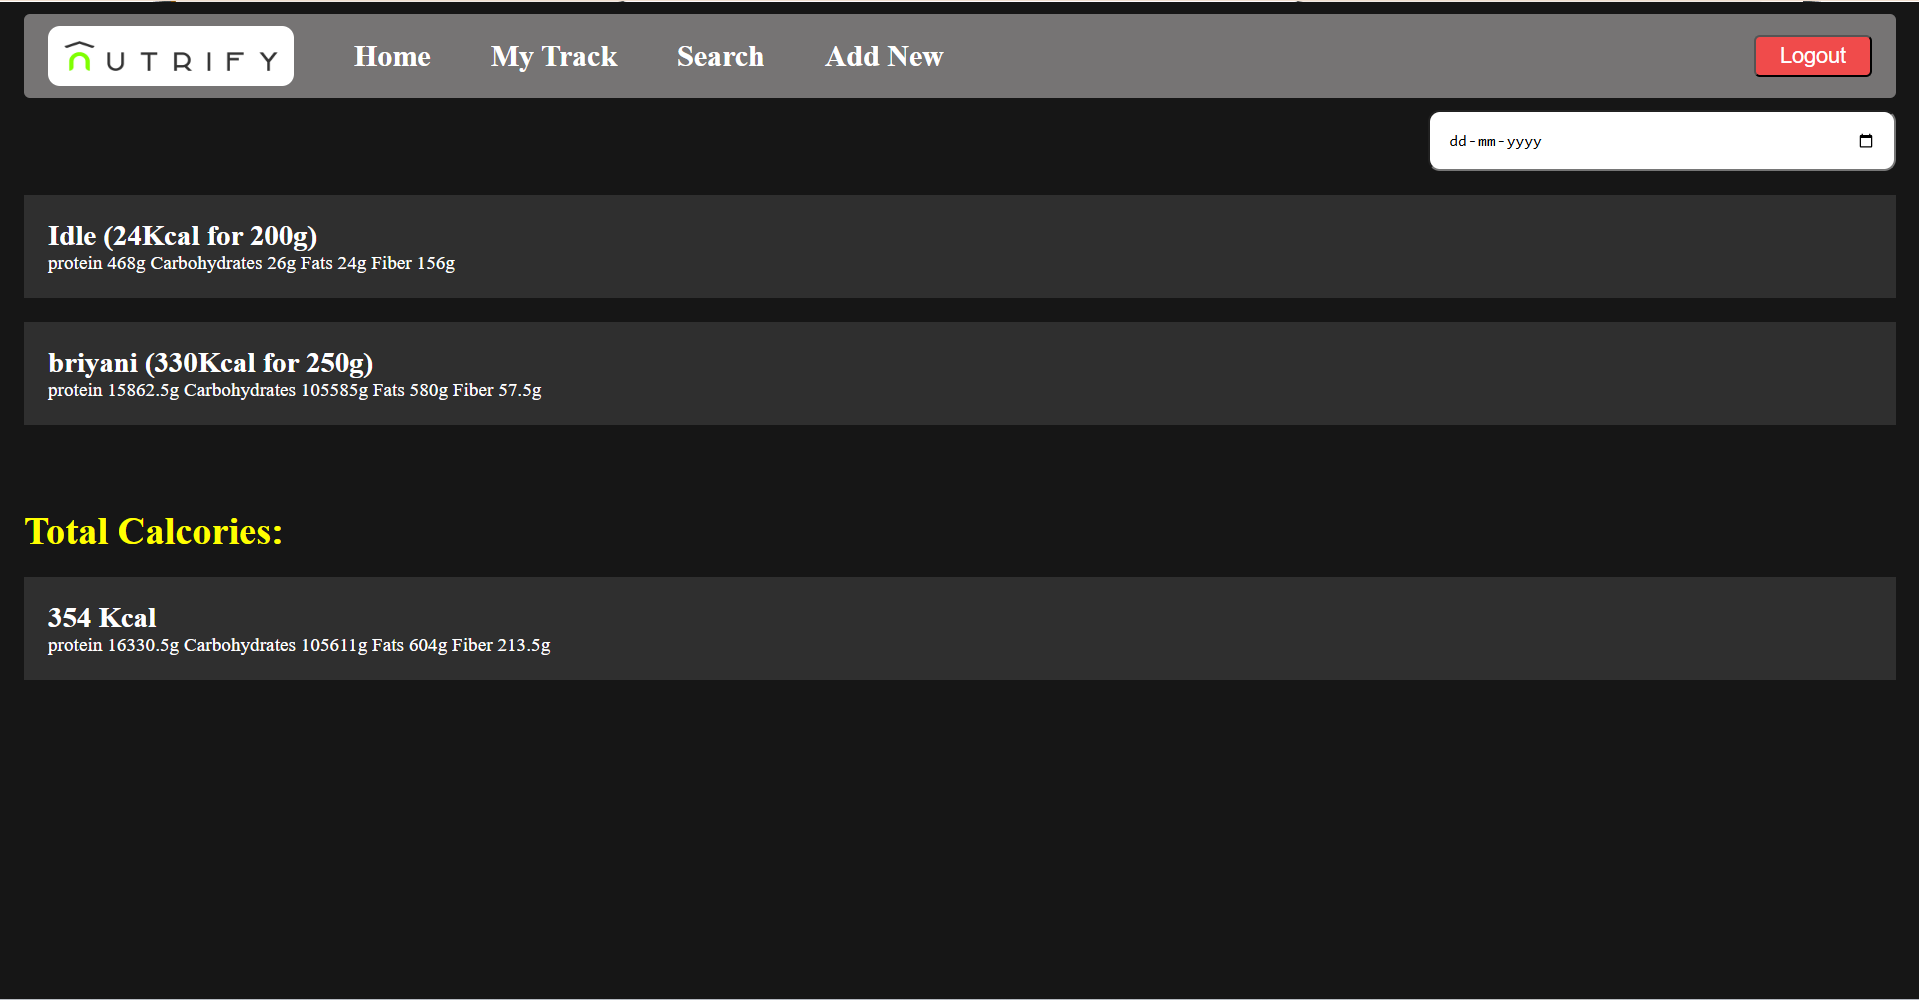 NUTRIFY Home My Track Search Add New Logout
dd-mm-yyyy
Idle (24Kcal for 200g)
protein 468g Carbohydrates 26g Fats 24g Fiber 156g
briyani (330Kcal for 250g)
protein 15862.5g Carbohydrates 105585g Fats 580g Fiber 57.5g
Total Calcories:
354 Kcal
protein 16330.5g Carbohydrates 105611g Fats 604g Fiber 213.5g